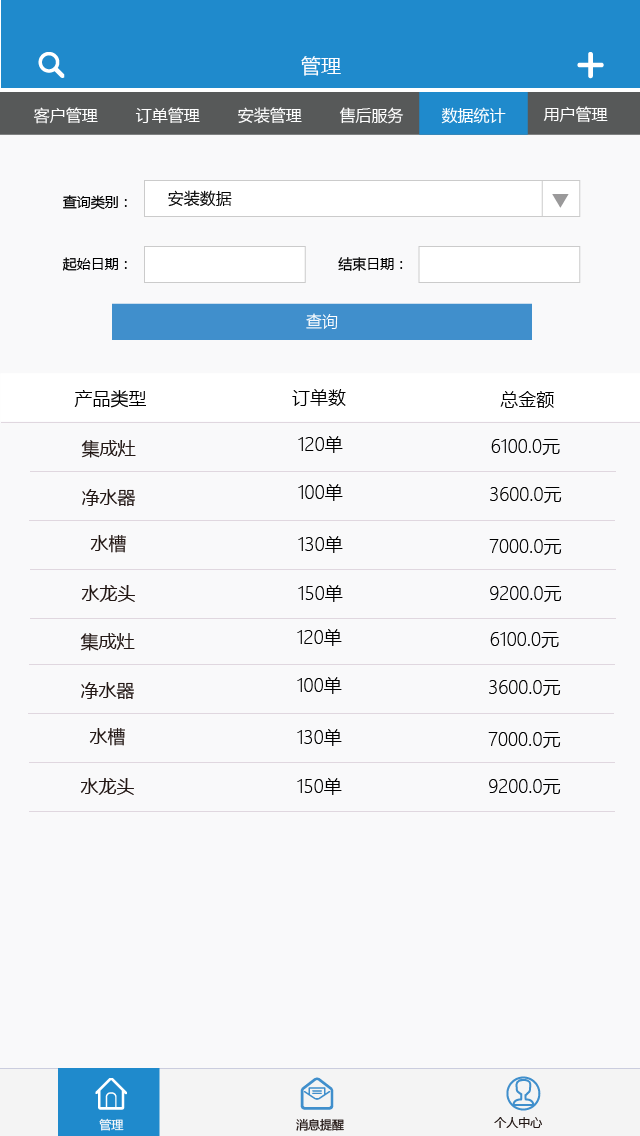 管理
客户管理 订单管理 安装管理 售后服务 数据统计 用户管理
查询类别： 安装数据
起始日期： 结束日期：
查询
产品类型 订单数 总金额
集成灶 120单 6100.0元
净水器 100单 3600.0元
水槽 130单 7000.0元
水龙头 150单 9200.0元
集成灶 120单 6100.0元
净水器 100单 3600.0元
水槽 130单 7000.0元
水龙头 150单 9200.0元
管理 消息提醒 个人中心